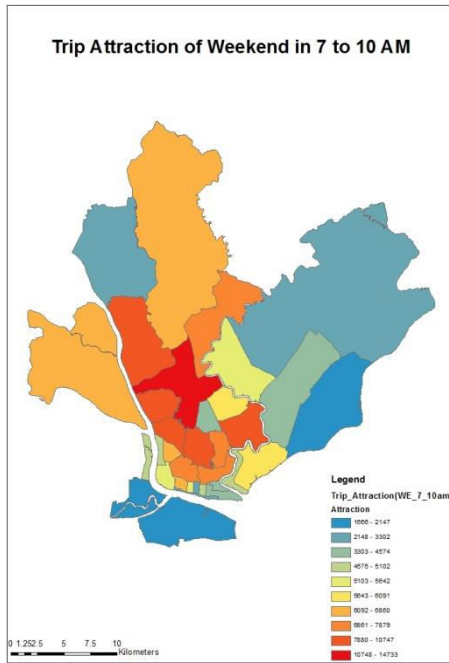 Trip Attraction of Weekend in 7 to 10 AM
Legend
Trip_Attraction(WE_7_10am
Attraction
1666 - 2147
2148 - 3302
3303 - 4574
4575 - 5102
5103 - 5642
5643 - 6091
6092 - 6860
6861 - 7879
7880 - 10747
10748 - 14733
0 1.252.5 5 7.5 10
Kilometers